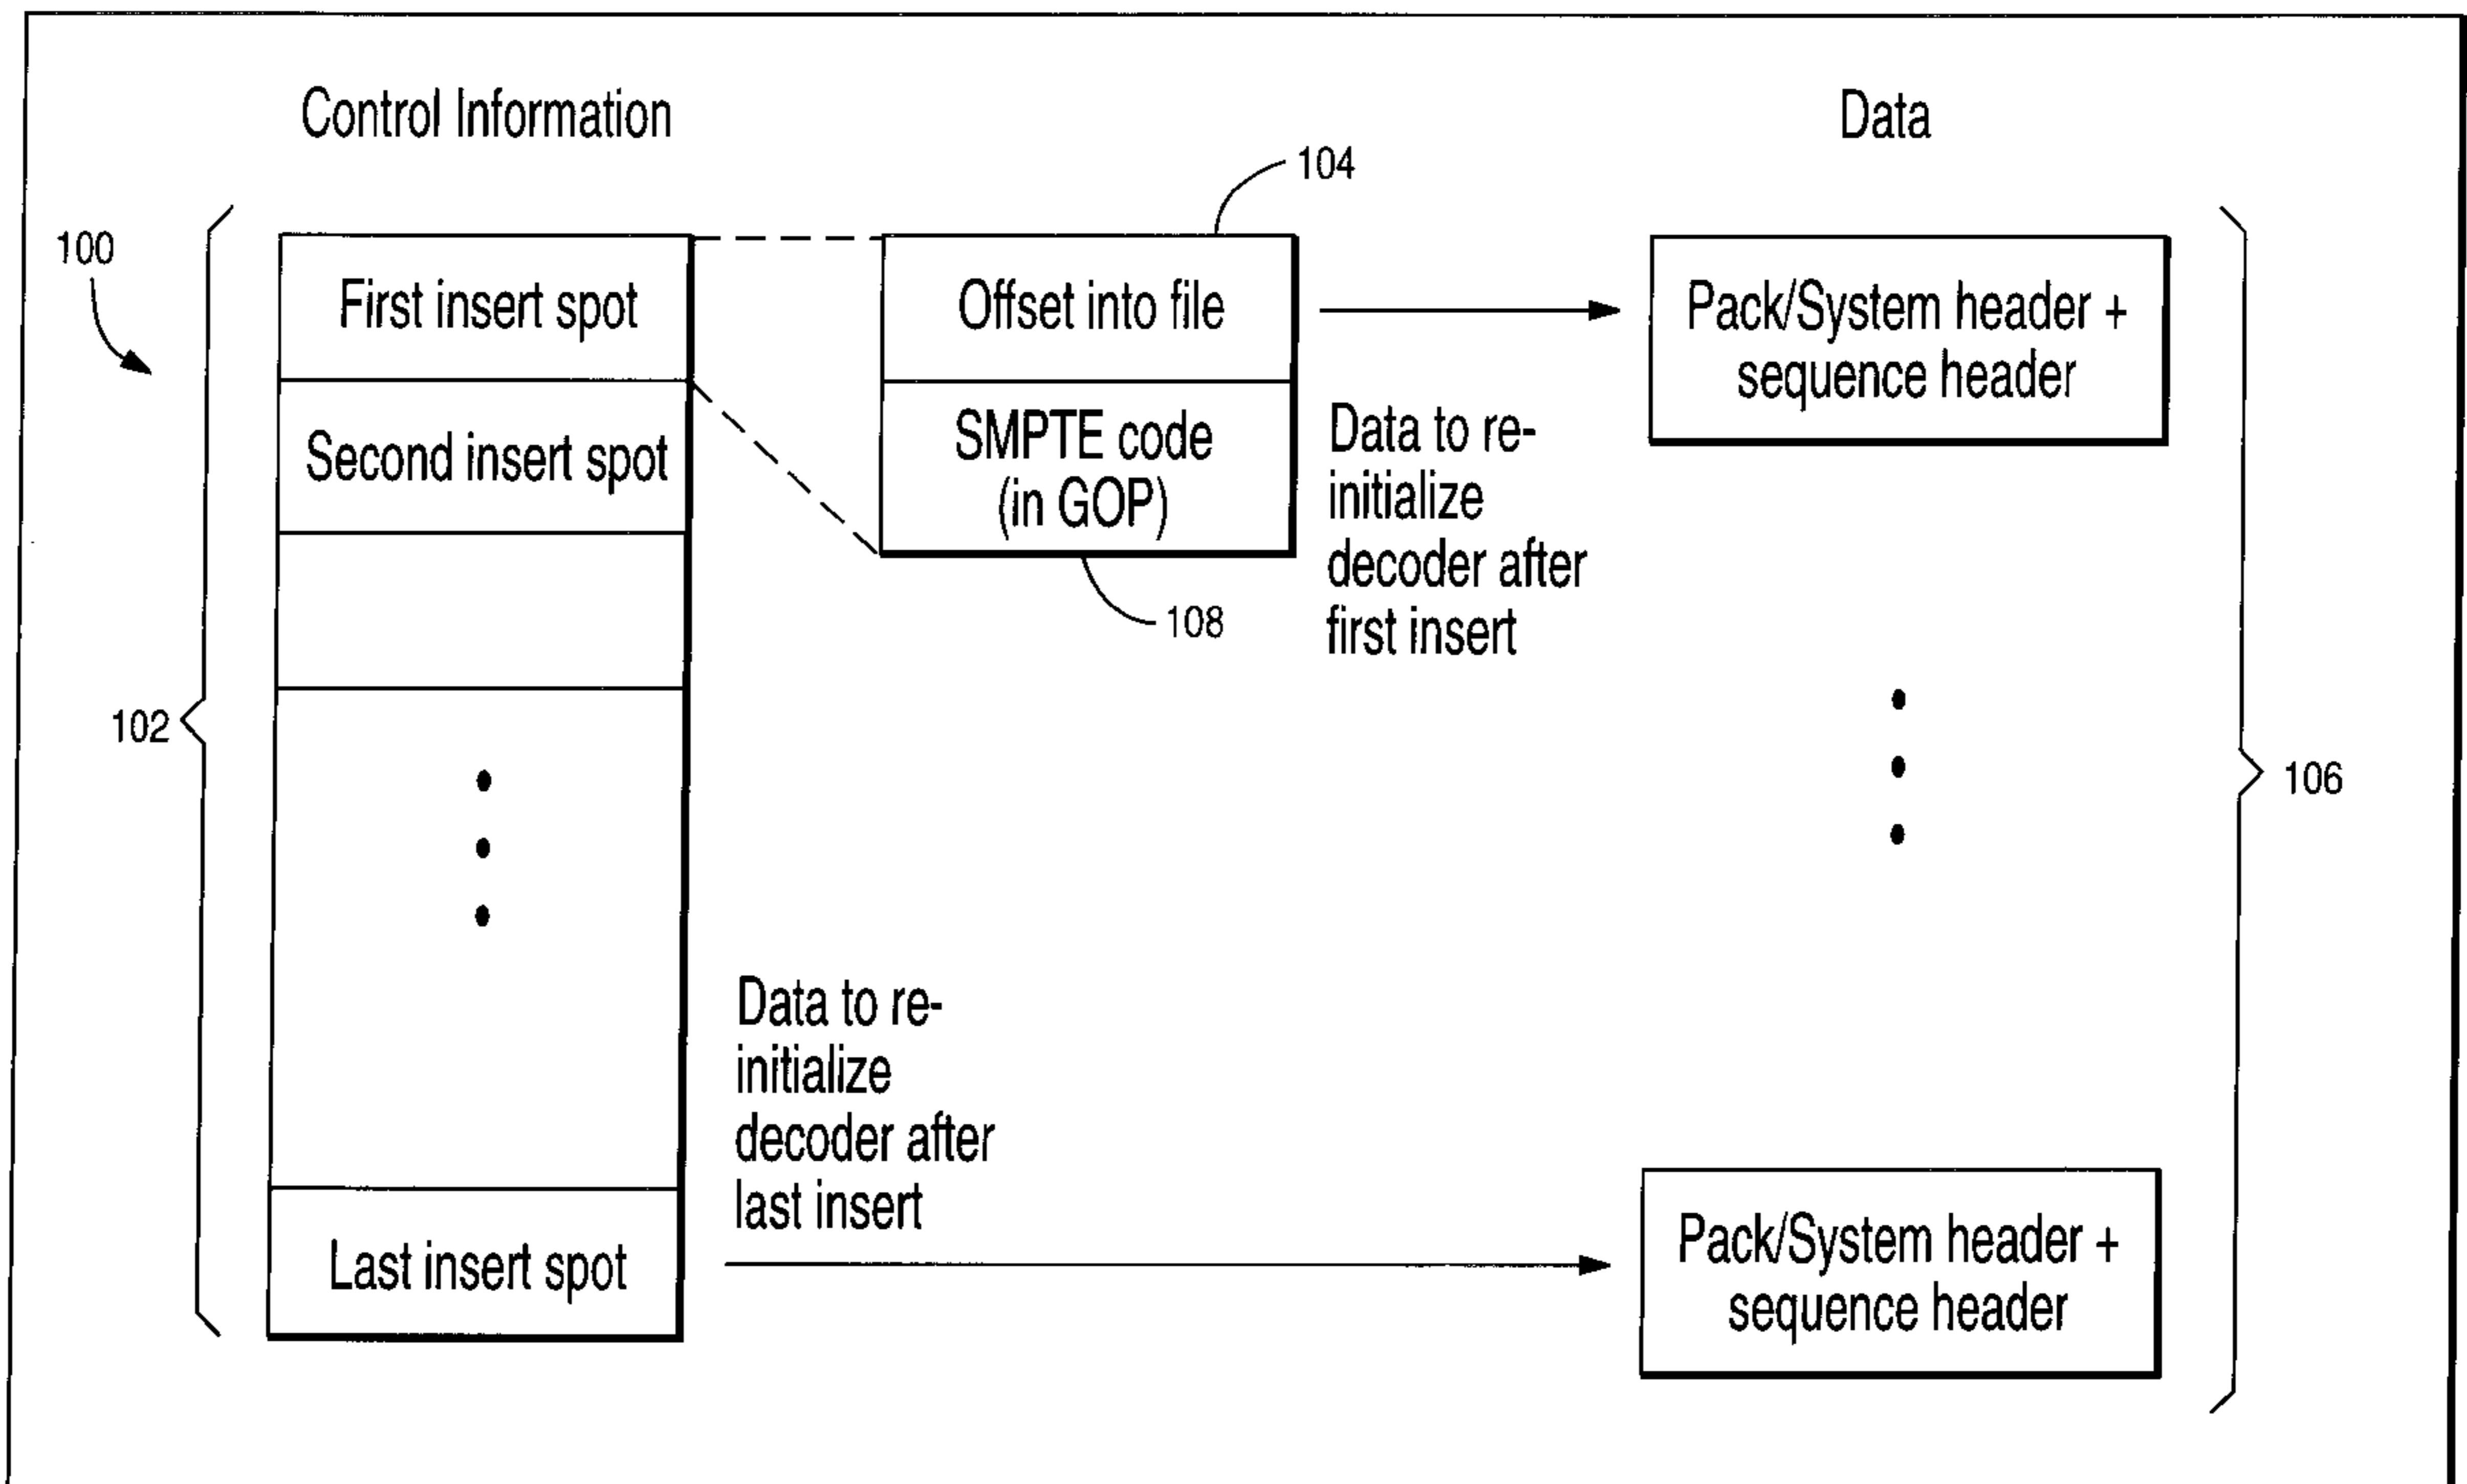 Control Information
Data
104
100
First insert spot
Offset into file
Pack/System header +
sequence header
Second insert spot
SMPTE code
(in GOP)
Data to re-
initialize
decoder after
first insert
108
102
106
Data to re-
initialize
decoder after
last insert
Last insert spot
Pack/System header +
sequence header